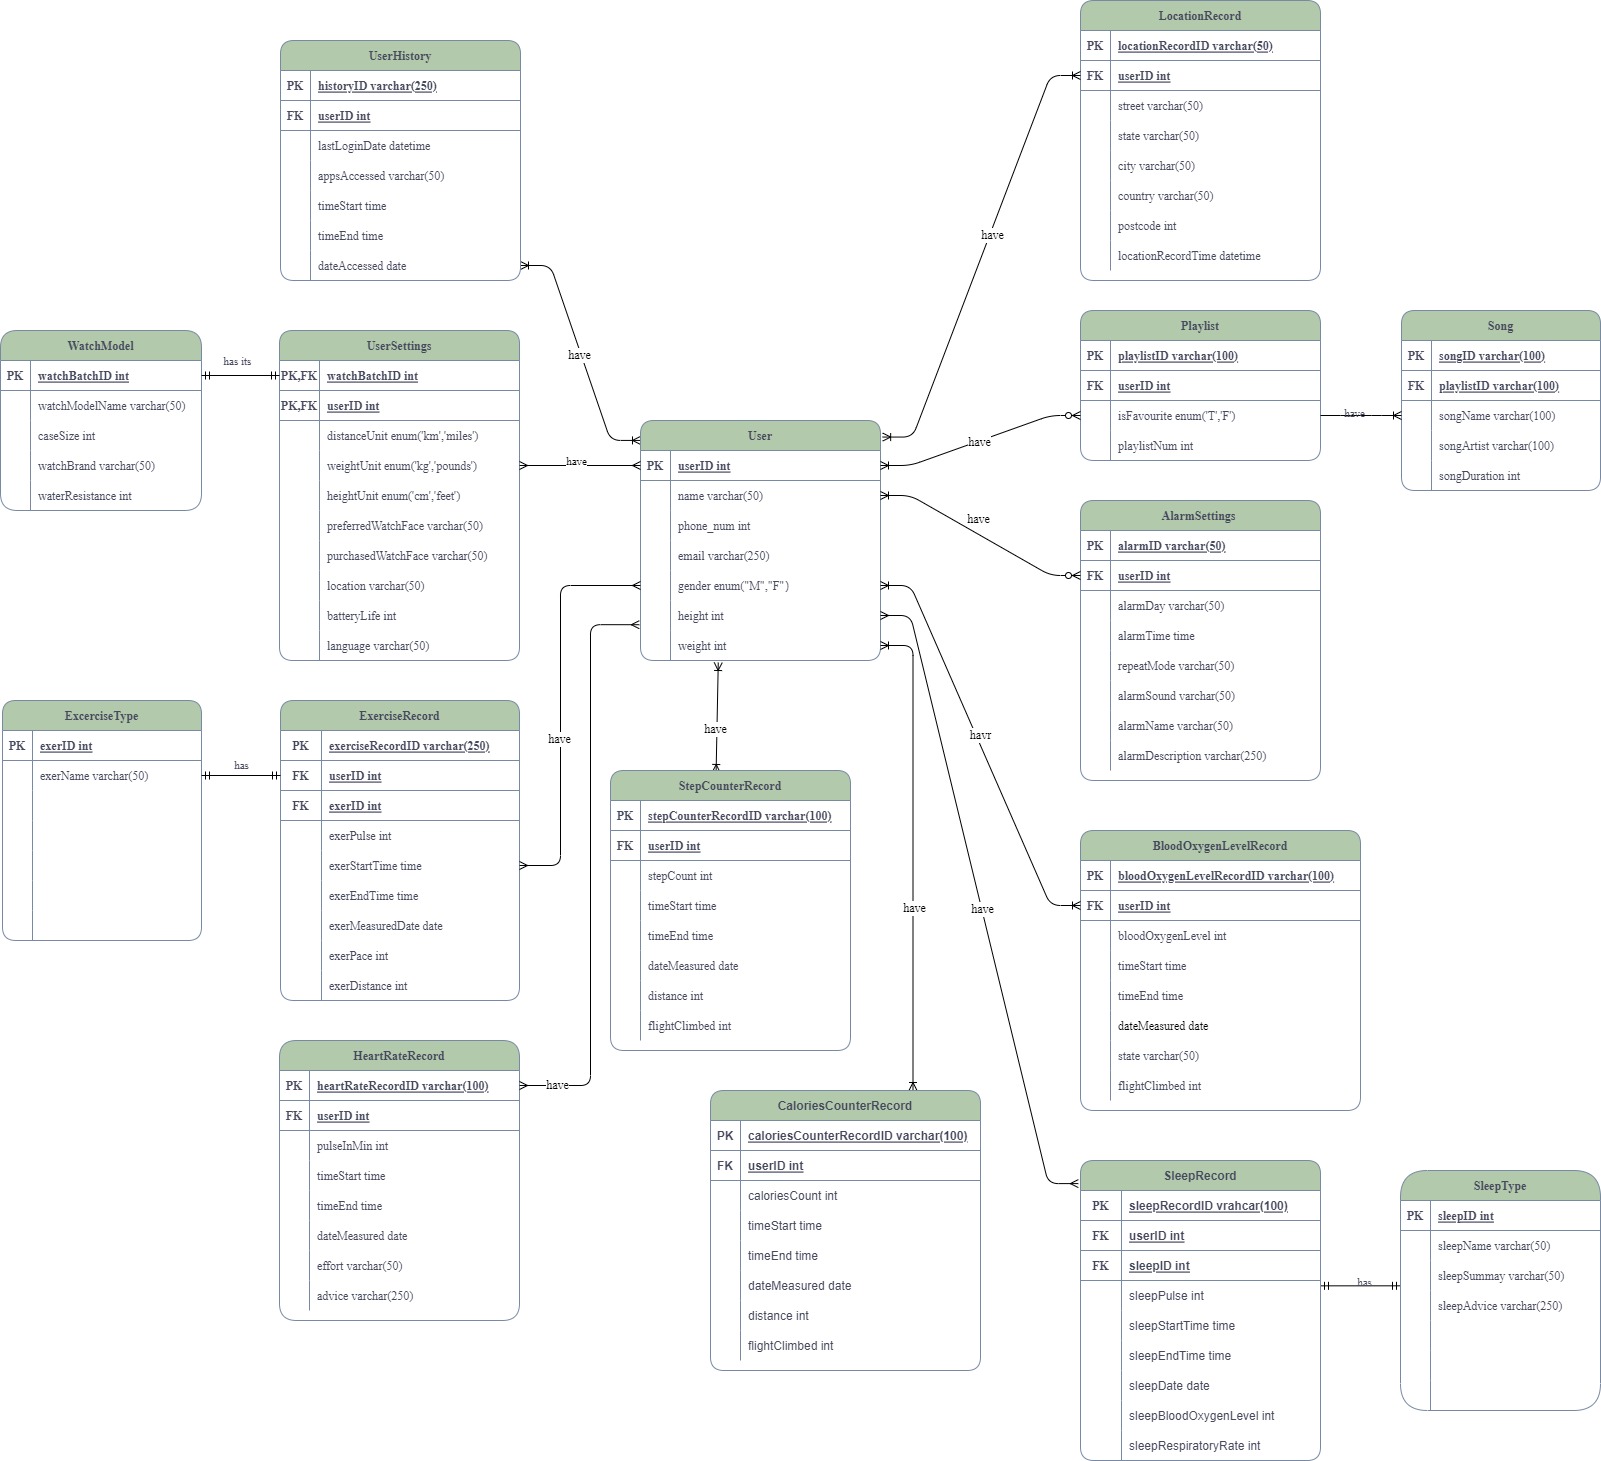 UserHistory
PK historyID varchar(250)
FK userID int
lastLoginDate datetime
appsAccessed varchar(50)
timeStart time
timeEnd time
dateAccessed date
LocationRecord
PK locationRecordID varchar(50)
FK userID int
street varchar(50)
state varchar(50)
city varchar(50)
country varchar(50)
postcode int
locationRecordTime datetime
have
have
WatchModel
PK watchBatchID int
watchModelName varchar(50)
caseSize int
watchBrand varchar(50)
waterResistance int
has its
UserSettings
PK,FK watchBatchID int
PK,FK userID int
distanceUnit enum('km','miles')
weightUnit enum('kg','pounds')
heightUnit enum('cm','feet')
preferredWatchFace varchar(50)
purchasedWatchFace varchar(50)
location varchar(50)
batteryLife int
language varchar(50)
have
User
PK userID int
name varchar(50)
phone_num int
email varchar(250)
gender enum("M","F")
height int
weight int
have
Playlist
PK playlistID varchar(100)
FK userID int
isFavourite enum('T','F')
playlistNum int
have
Song
PK songID varchar(100)
FK playlistID varchar(100)
songName varchar(100)
songArtist varchar(100)
songDuration int
have
AlarmSettings
PK alarmID varchar(50)
FK userID int
alarmDay varchar(50)
alarmTime time
repeatMode varchar(50)
alarmSound varchar(50)
alarmName varchar(50)
alarmDescription varchar(250)
ExcerciseType
PK exerID int
exerName varchar(50)
has
ExerciseRecord
PK exerciseRecordID varchar(250)
FK userID int
FK exerID int
exerPulse int
exerStartTime time
exerEndTime time
exerMeasuredDate date
exerPace int
exerDistance int
have
have
havr
StepCounterRecord
PK stepCounterRecordID varchar(100)
FK userID int
stepCount int
timeStart time
timeEnd time
dateMeasured date
distance int
flightClimbed int
have
have
BloodOxygenLevelRecord
PK bloodOxygenLevelRecordID varchar(100)
FK userID int
bloodOxygenLevel int
timeStart time
timeEnd time
dateMeasured date
state varchar(50)
flightClimbed int
HeartRateRecord
PK heartRateRecordID varchar(100)
FK userID int
pulseInMin int
timeStart time
timeEnd time
dateMeasured date
effort varchar(50)
advice varchar(250)
have
CaloriesCounterRecord
PK caloriesCounterRecordID varchar(100)
FK userID int
caloriesCount int
timeStart time
timeEnd time
dateMeasured date
distance int
flightClimbed int
SleepRecord
PK sleepRecordID vrahcar(100)
FK userID int
FK sleepID int
sleepPulse int
sleepStartTime time
sleepEndTime time
sleepDate date
sleepBloodOxygenLevel int
sleepRespiratoryRate int
has
SleepType
PK sleepID int
sleepName varchar(50)
sleepSummay varchar(50)
sleepAdvice varchar(250)